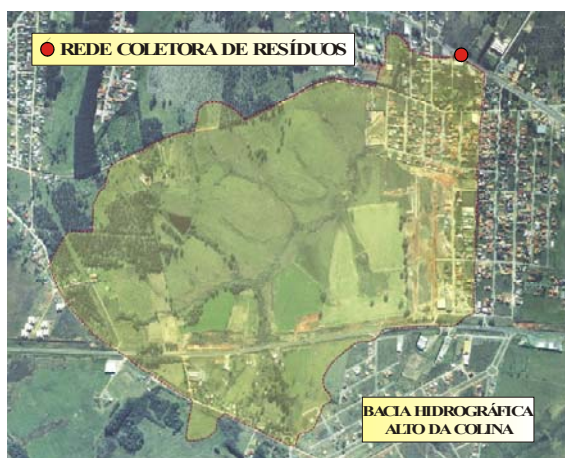 REDE COLETORA DE RESÍDUOS
BACIA HIDROGRÁFICA
ALTO DA COLINA